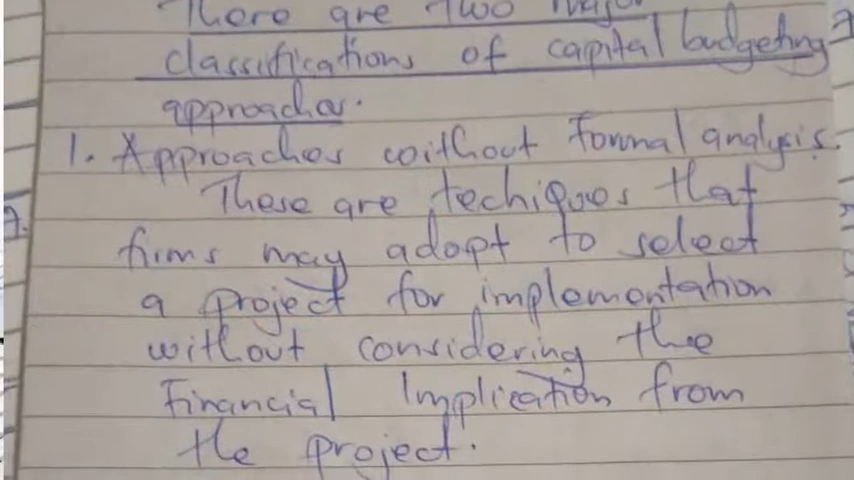 There are two major
classifications of capital budgeting
approaches.
1. Approaches without formal analysis.
These are techiques that
firms may adopt to select
a project for implementation
without considering the
Financial Implication from
the project.